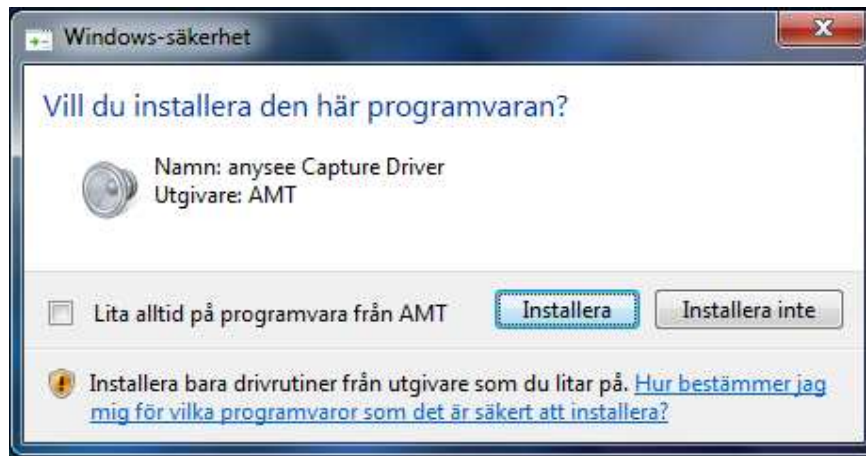 Windows-säkerhet
Vill du installera den här programvaran?
Namn: anysee Capture Driver
Utgivare: AMT
Lita alltid på programvara från AMT
Installera
Installera inte
Installera bara drivrutiner från utgivare som du litar på. Hur bestämmer jag
mig för vilka programvaror som det är säkert att installera?